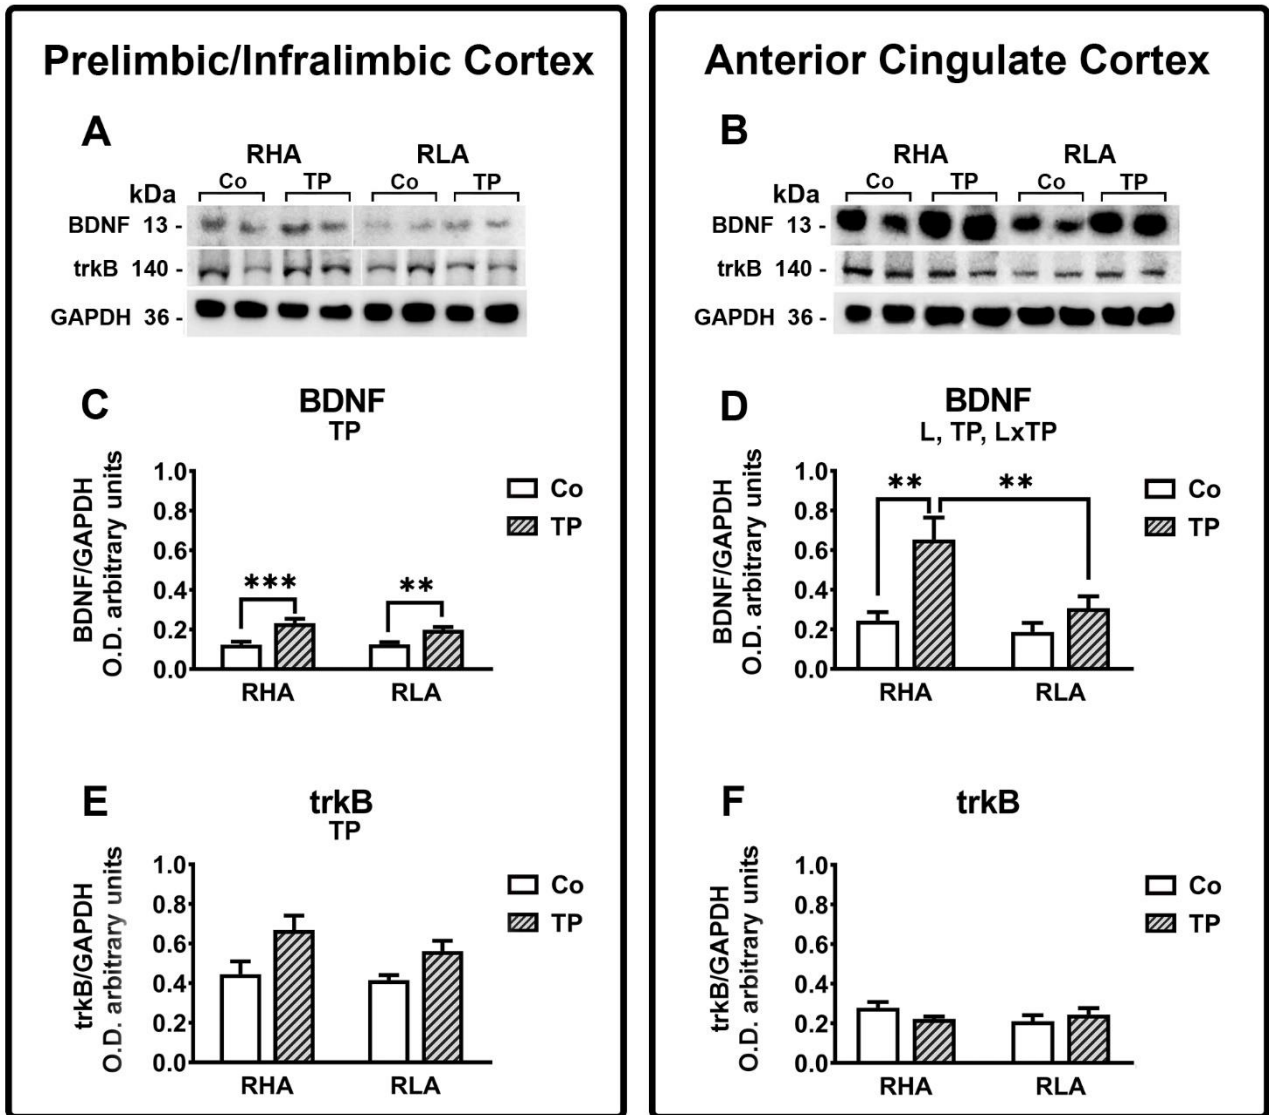 Prelimbic/Infralimbic Cortex
A
RHA RLA
kDa Co TP Co TP
BDNF 13 -
trkB 140 -
GAPDH 36 -
C
BDNF
TP
BDNF/GAPDH
O.D. arbitrary units
1.0
0.8
0.6
0.4
0.2
0.0
*** **
RHA RLA
Co
TP
E
trkB
TP
trkB/GAPDH
O.D. arbitrary units
1.0
0.8
0.6
0.4
0.2
0.0
RHA RLA
Co
TP
Anterior Cingulate Cortex
B
RHA RLA
kDa Co TP Co TP
BDNF 13 -
trkB 140 -
GAPDH 36 -
D
BDNF
L, TP, LxTP
BDNF/GAPDH
O.D. arbitrary units
1.0
0.8
0.6
0.4
0.2
0.0
** **
RHA RLA
Co
TP
F
trkB
trkB/GAPDH
O.D. arbitrary units
1.0
0.8
0.6
0.4
0.2
0.0
RHA RLA
Co
TP